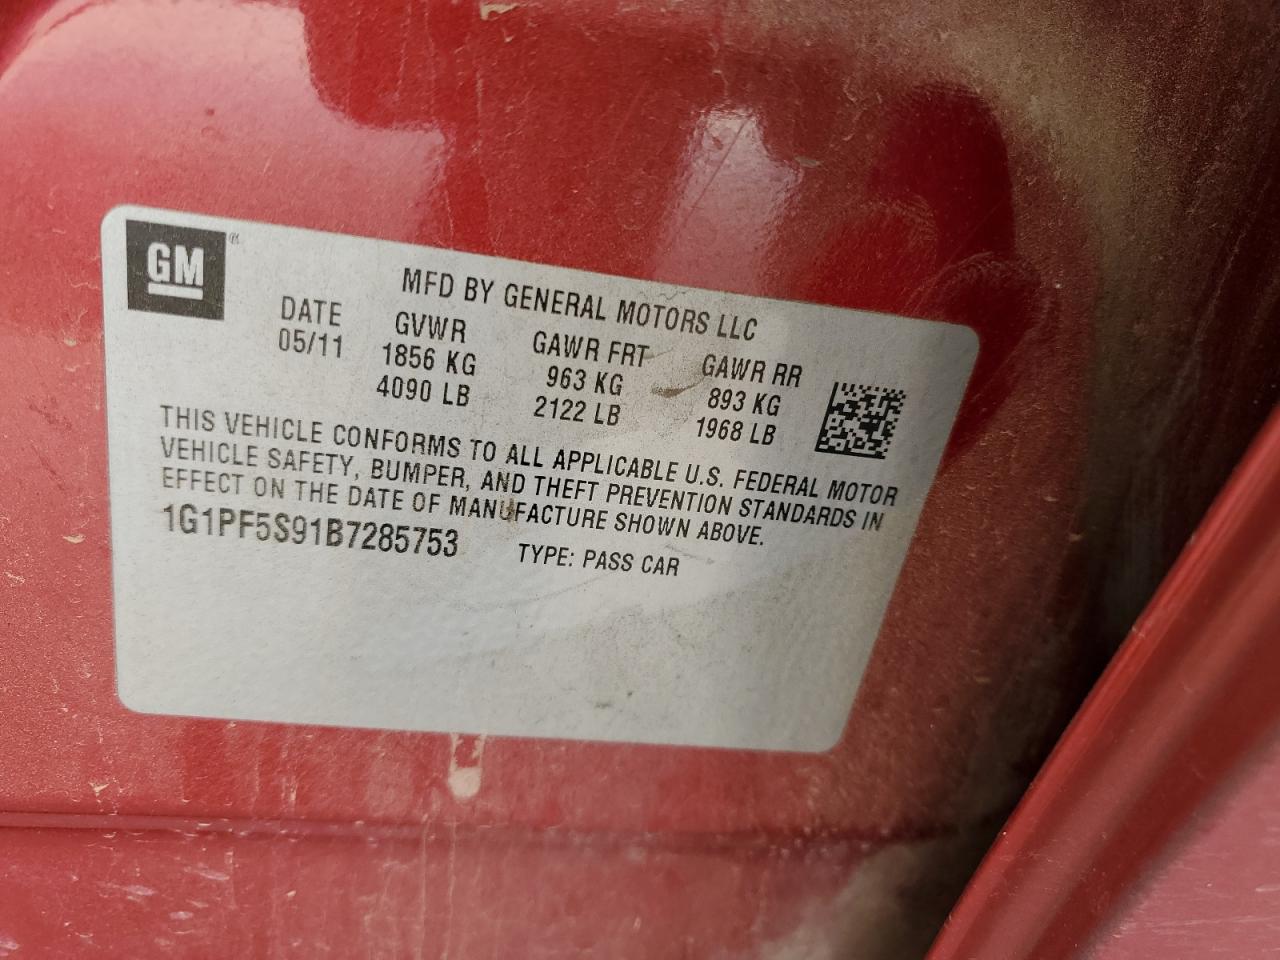 GM®
MFD BY GENERAL MOTORS LLC
DATE GVWR GAWR FRT GAWR RR
05/11 1856 KG 963 KG 893 KG
4090 LB 2122 LB 1968 LB
THIS VEHICLE CONFORMS TO ALL APPLICABLE U.S. FEDERAL MOTOR
VEHICLE SAFETY, BUMPER, AND THEFT PREVENTION STANDARDS IN
EFFECT ON THE DATE OF MANUFACTURE SHOWN ABOVE.
1G1PF5S91B7285753 TYPE: PASS CAR